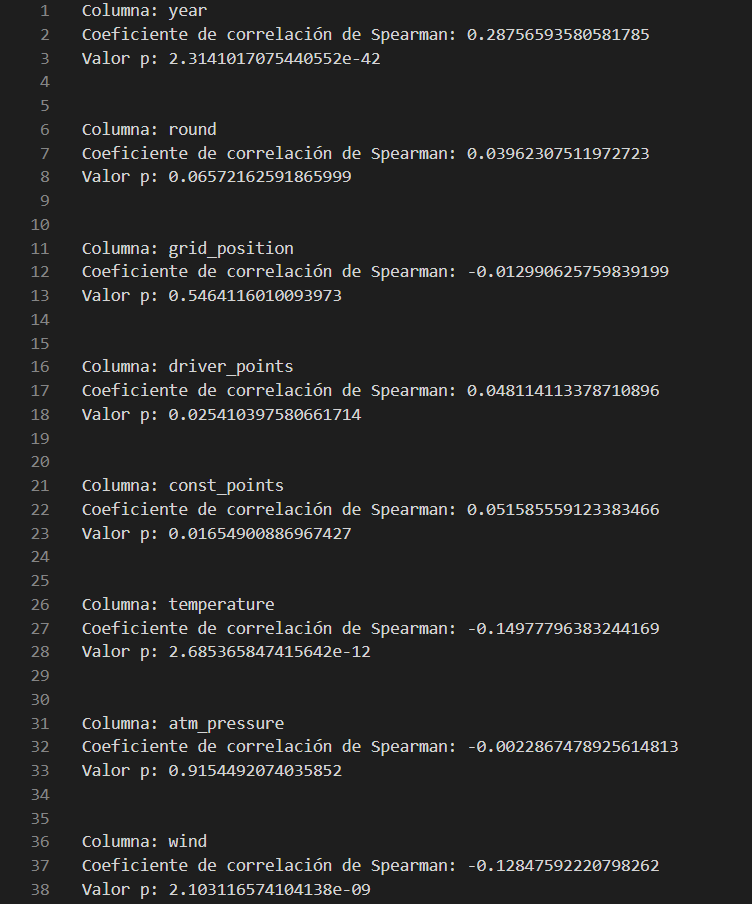 1 Columna: year
2 Coeficiente de correlación de Spearman: 0.28756593580581785
3 Valor p: 2.3141017075440552e-42
4
5
6 Columna: round
7 Coeficiente de correlación de Spearman: 0.03962307511972723
8 Valor p: 0.06572162591865999
9
10
11 Columna: grid_position
12 Coeficiente de correlación de Spearman: -0.012990625759839199
13 Valor p: 0.5464116010093973
14
15
16 Columna: driver_points
17 Coeficiente de correlación de Spearman: 0.048114113378710896
18 Valor p: 0.025410397580661714
19
20
21 Columna: const_points
22 Coeficiente de correlación de Spearman: 0.051585559123383466
23 Valor p: 0.01654900886967427
24
25
26 Columna: temperature
27 Coeficiente de correlación de Spearman: -0.14977796383244169
28 Valor p: 2.685365847415642e-12
29
30
31 Columna: atm_pressure
32 Coeficiente de correlación de Spearman: -0.0022867478925614813
33 Valor p: 0.9154492074035852
34
35
36 Columna: wind
37 Coeficiente de correlación de Spearman: -0.12847592220798262
38 Valor p: 2.103116574104138e-09